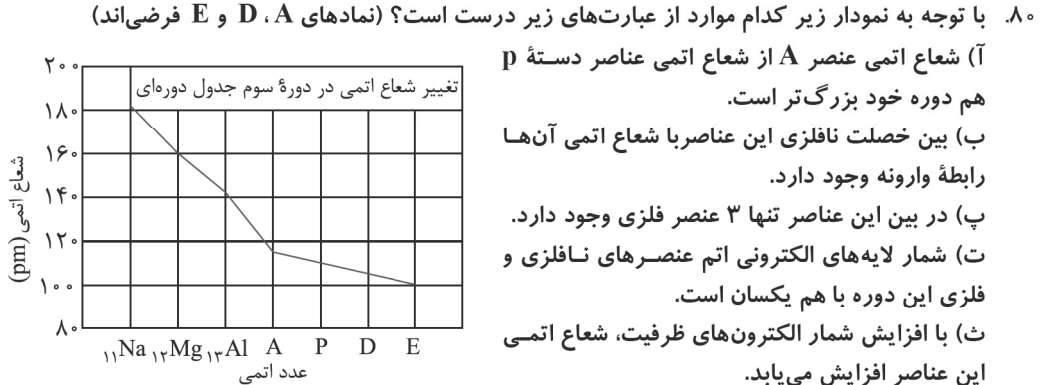 ۸۰. با توجه به نمودار زیر کدام موارد از عبارت‌های زیر درست است؟ (نمادهای A ، D و E فرضی‌اند)
آ) شعاع اتمی عنصر A از شعاع اتمی عناصر دستهٔ p
هم دوره خود بزرگ‌تر است.
ب) بین خصلت نافلزی این عناصربا شعاع اتمی آن‌ها
رابطهٔ وارونه وجود دارد.
پ) در بین این عناصر تنها ۳ عنصر فلزی وجود دارد.
ت) شمار لایه‌های الکترونی اتم عنصرهای نافلزی و
فلزی این دوره با هم یکسان است.
ث) با افزایش شمار الکترون‌های ظرفیت، شعاع اتمی
این عناصر افزایش می‌یابد.
تغییر شعاع اتمی در دورهٔ سوم جدول دوره‌ای
شعاع اتمی (pm)
۲۰۰
۱۸۰
۱۶۰
۱۴۰
۱۲۰
۱۰۰
۸۰
₁₁Na ₁₂Mg ₁₃Al A P D E
عدد اتمی